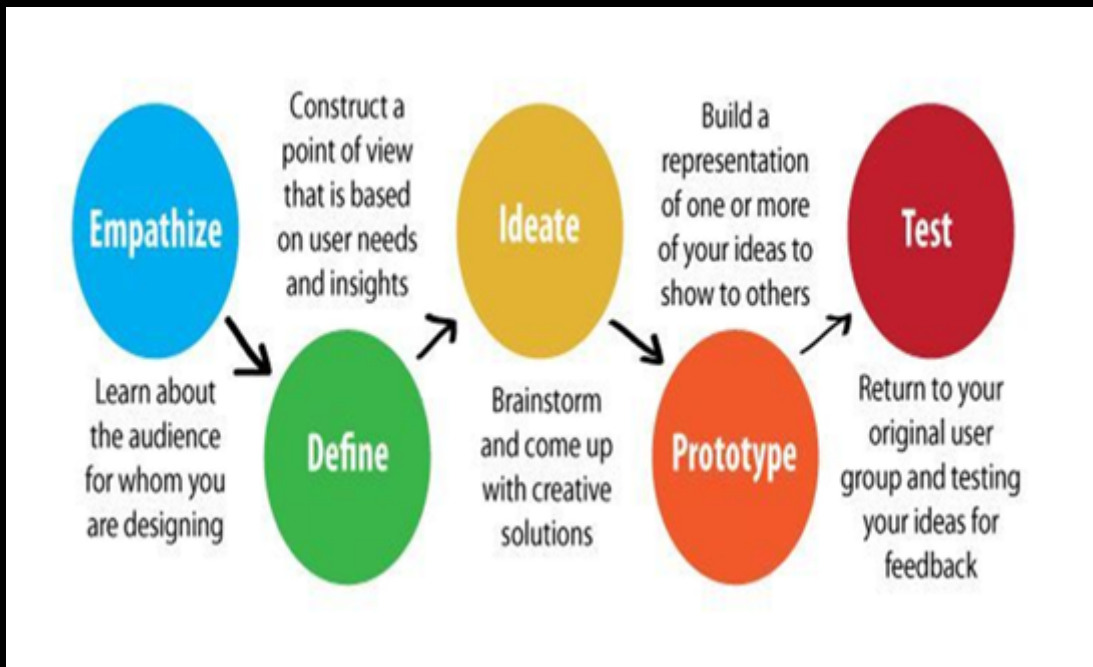 Empathize
Learn about
the audience
for whom you
are designing
Construct a
point of view
that is based
on user needs
and insights
Define
Ideate
Brainstorm
and come up
with creative
solutions
Build a
representation
of one or more
of your ideas to
show to others
Prototype
Test
Return to your
original user
group and testing
your ideas for
feedback